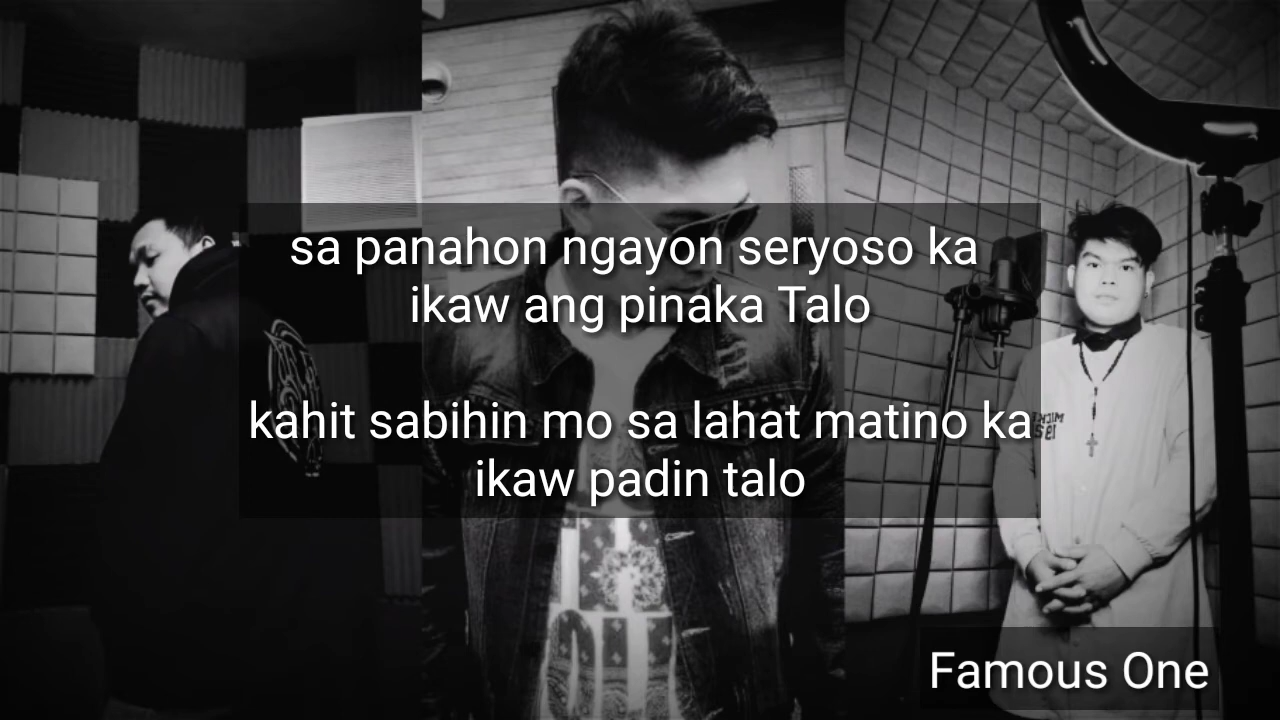 sa panahon ngayon seryoso ka
ikaw ang pinaka Talo
kahit sabihin mo sa lahat matino ka
ikaw padin talo
Famous One